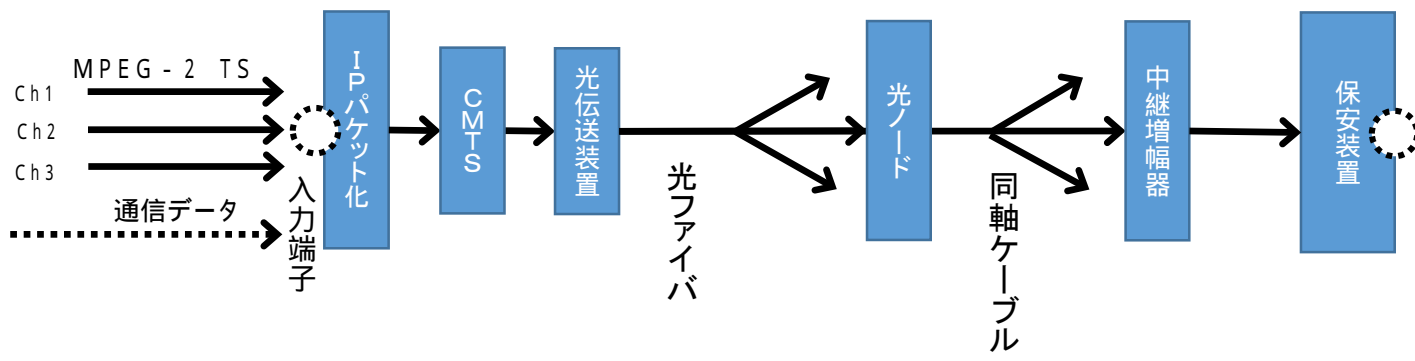 MPEG-2 TS
Ch1
Ch2
Ch3
通信データ
入力端子
IPパケット化
CMTS
光伝送装置
光ファイバ
光ノード
同軸ケーブル
中継増幅器
保安装置